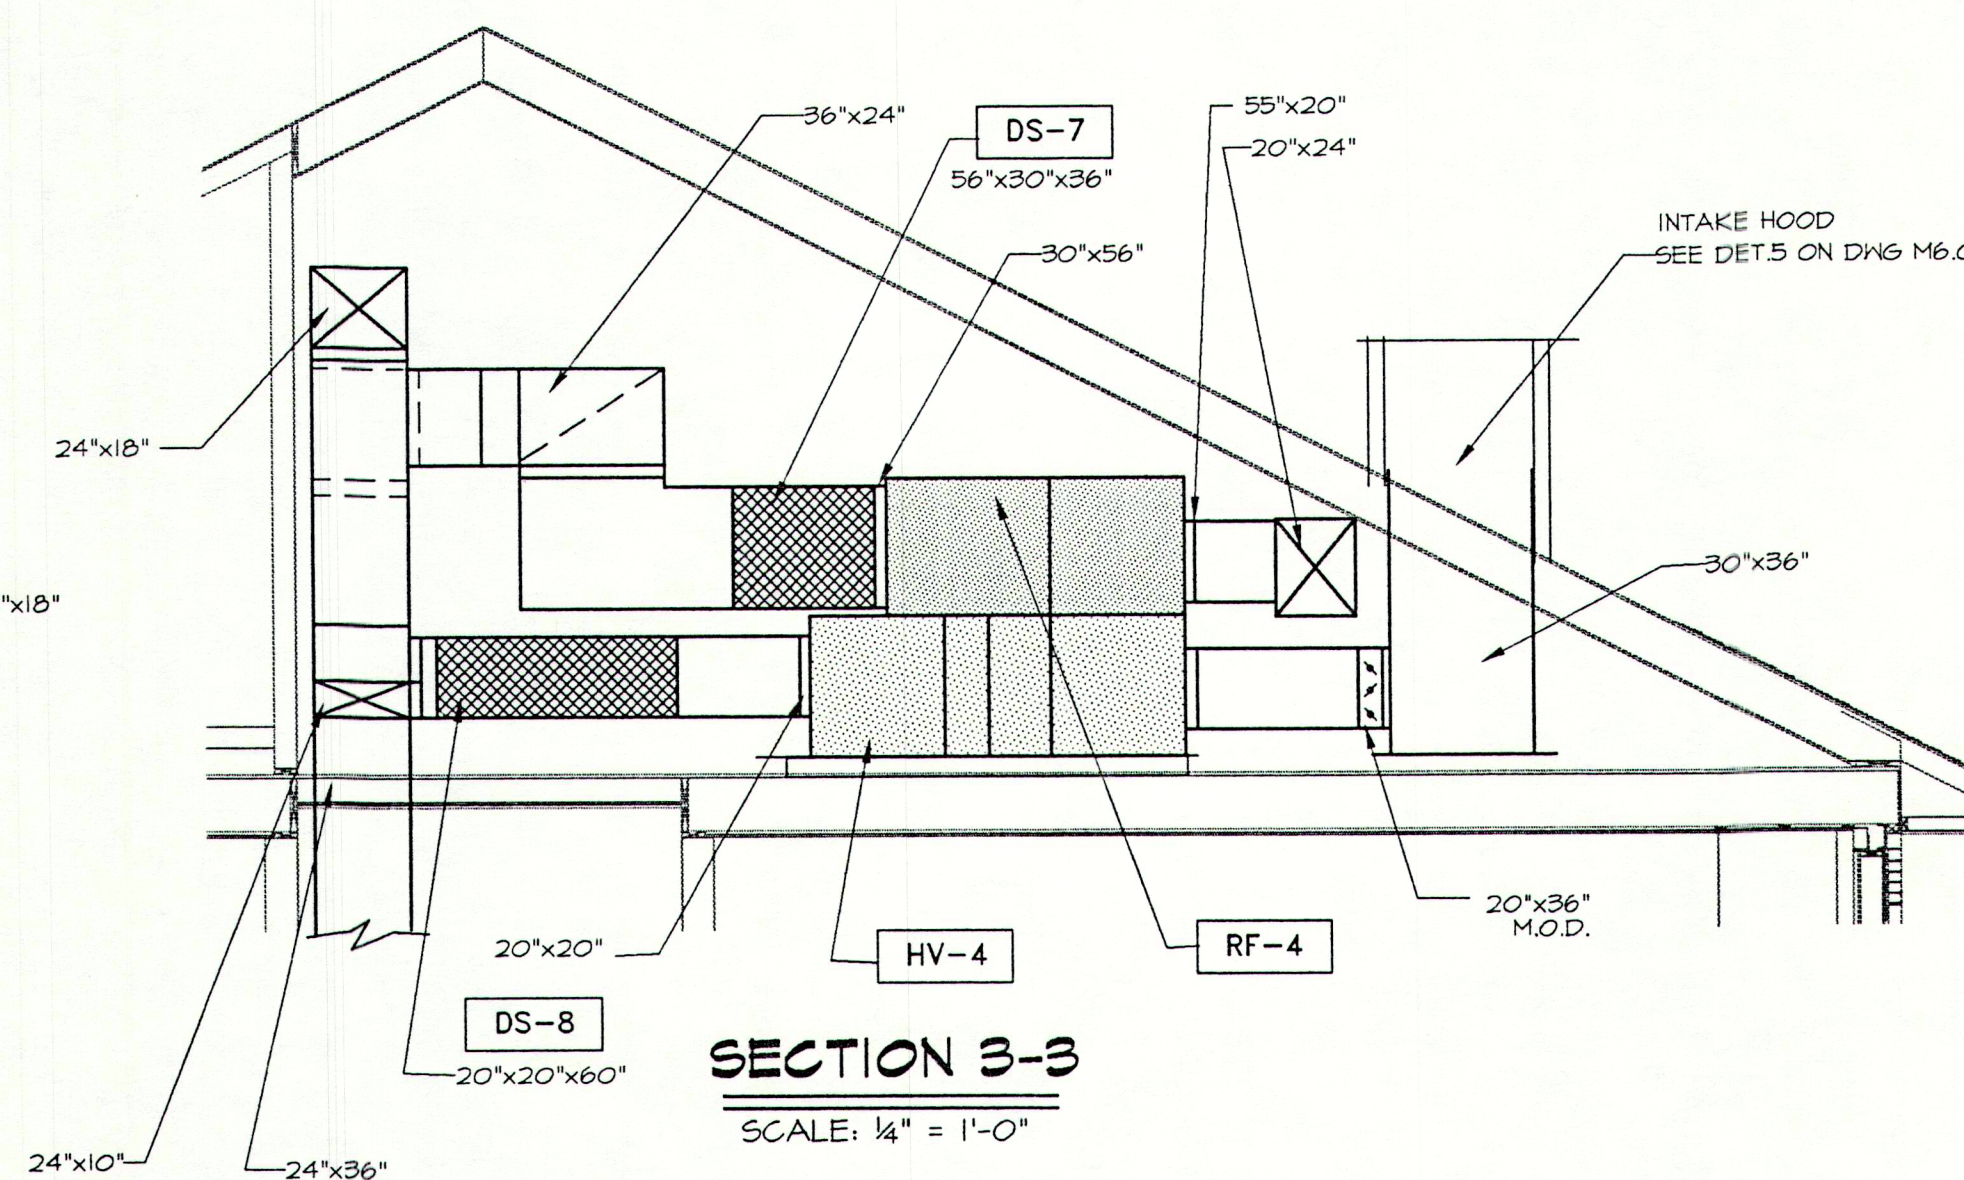 36"x24"
DS-7
56"x30"x36"
55"x20"
20"x24"
30"x56"
INTAKE HOOD
SEE DET.5 ON DWG M6.
24"x18"
"x18"
30"x36"
20"x36"
M.O.D.
20"x20"
HV-4
RF-4
DS-8
20"x20"x60"
SECTION 3-3
SCALE: ¼" = 1'-0"
24"x10"
24"x36"